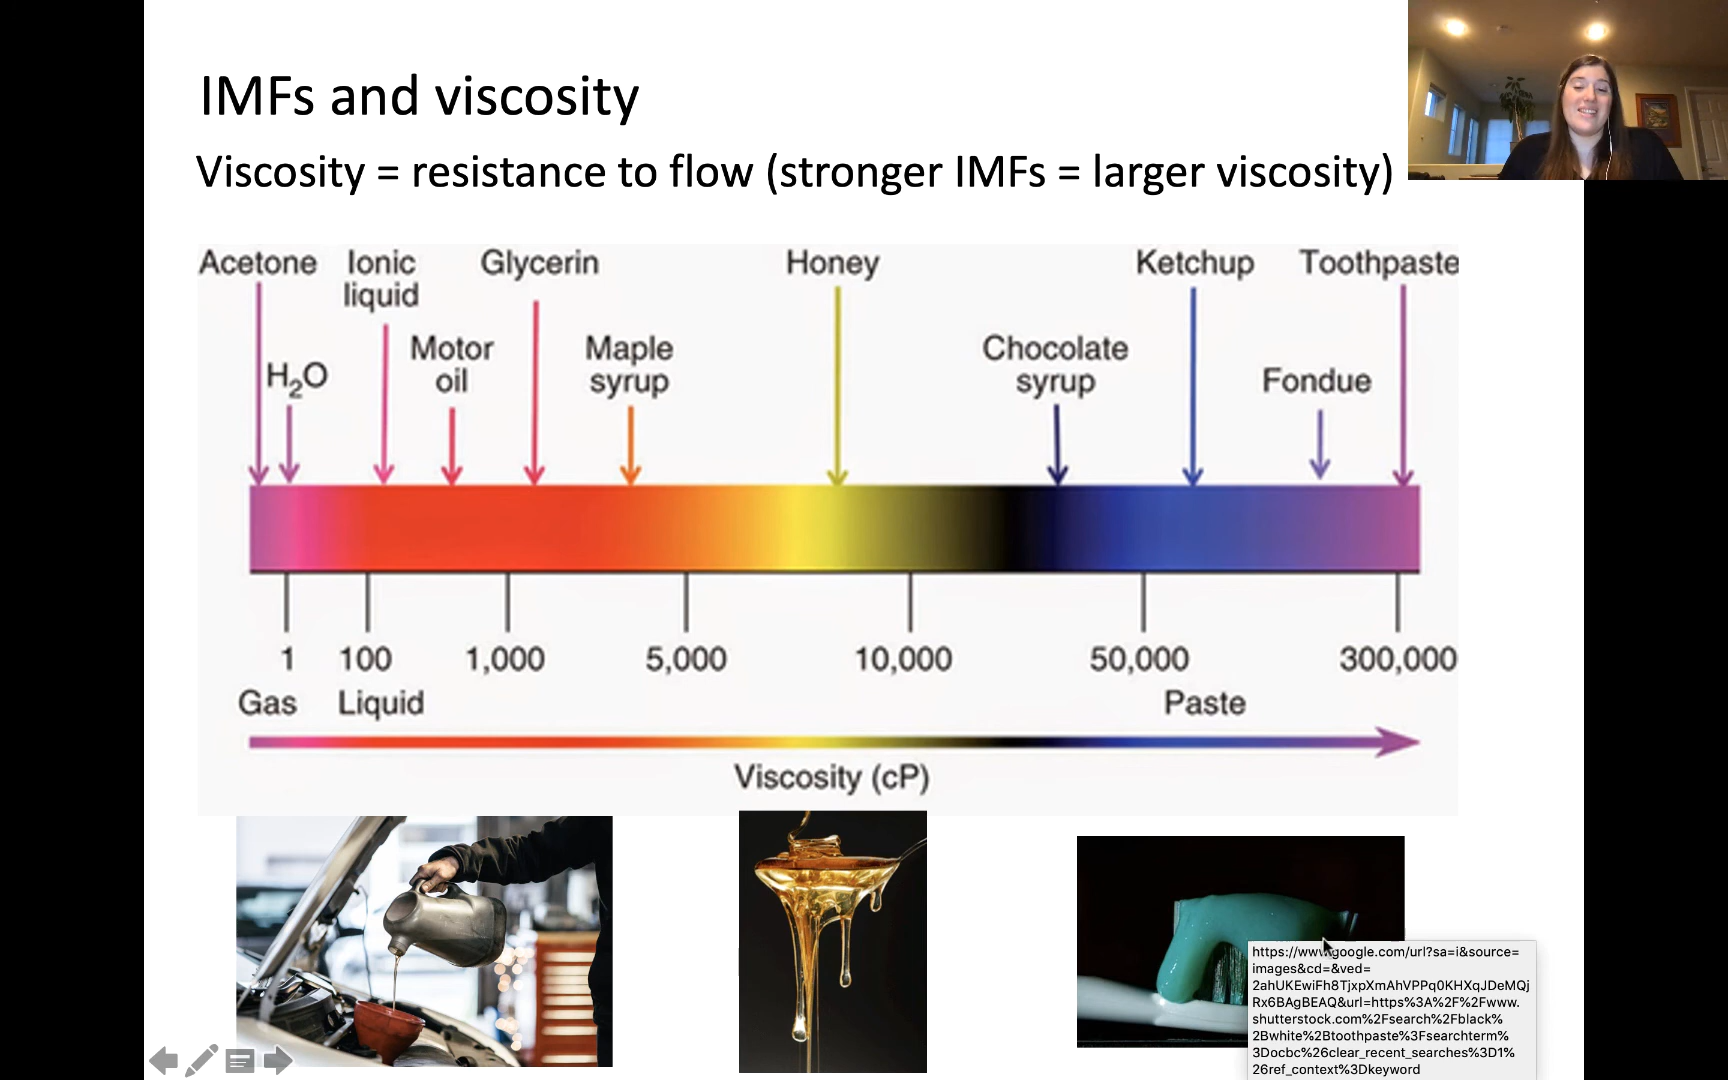 IMFs and viscosity
Viscosity = resistance to flow (stronger IMFs = larger viscosity)
Acetone
Ionic
liquid
Glycerin
Honey
Ketchup
Toothpaste
H₂O
Motor
oil
Maple
syrup
Chocolate
syrup
Fondue
1 100 1,000 5,000 10,000 50,000 300,000
Gas Liquid Paste
Viscosity (cP)
https://www.google.com/url?sa=i&source=
images&cd=&ved=
2ahUKEwiFh8TjxpXmAhVPPq0KHXqJDeMQj
Rx6BAgBEAQ&url=https%3A%2F%2Fwww.
shutterstock.com%2Fsearch%2Fblack%
2Bwhite%2Btoothpaste%3Fsearchterm%
3Docbc%26clear_recent_searches%3D1%
26ref_context%3Dkeyword